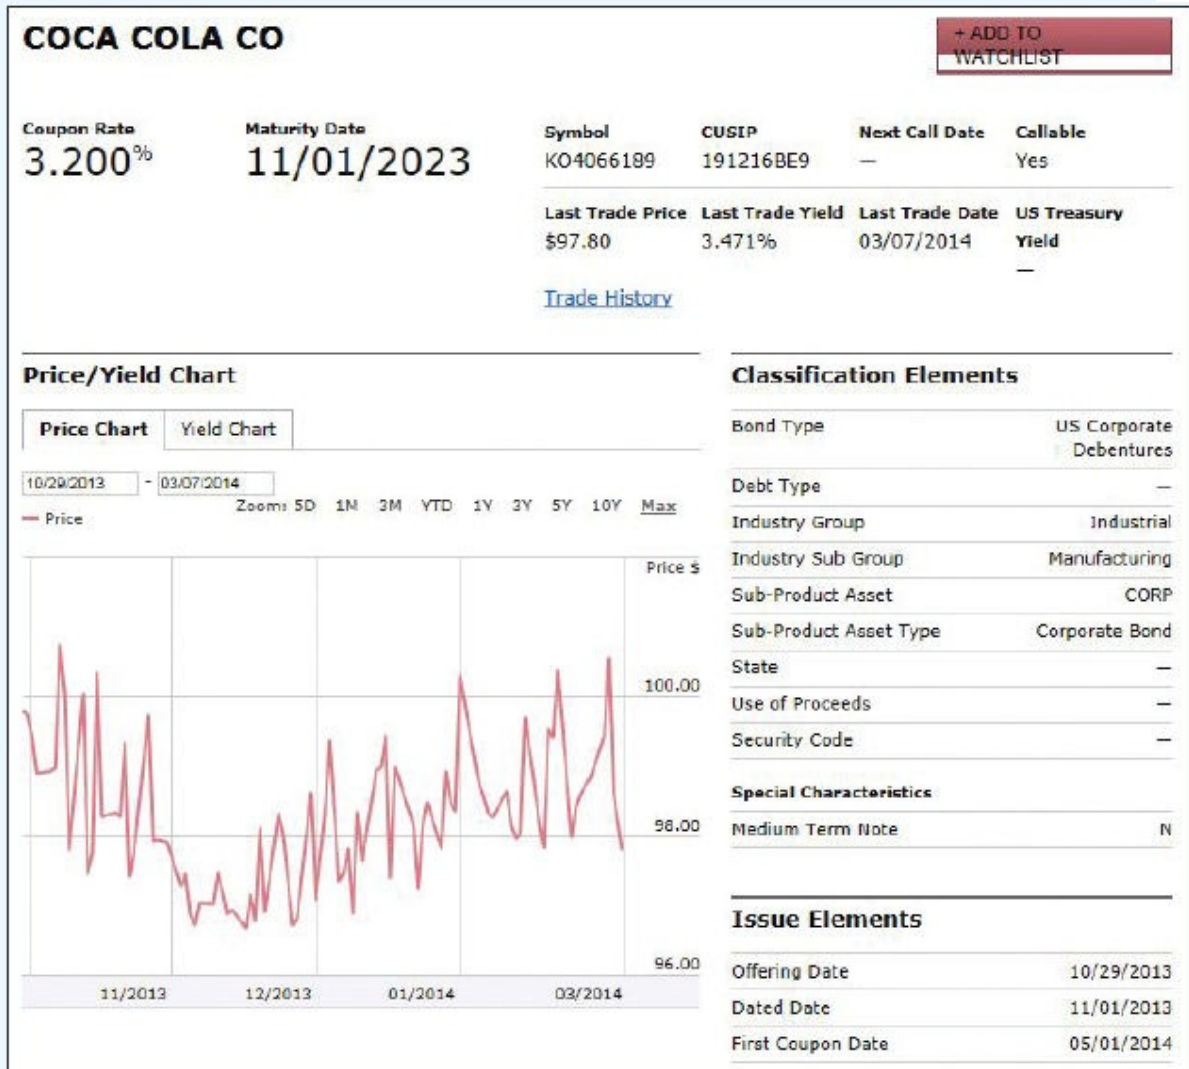 COCA COLA CO
+ ADD TO
WATCHLIST
Coupon Rate
3.200%
Maturity Date
11/01/2023
Symbol CUSIP Next Call Date Callable
KO4066189 191216BE9 — Yes
Last Trade Price Last Trade Yield Last Trade Date US Treasury
$97.80 3.471% 03/07/2014 Yield
—
Trade History
Price/Yield Chart
Price Chart Yield Chart
10/29/2013 - 03/07/2014
Zoom: 5D 1M 3M YTD 1Y 3Y 5Y 10Y Max
Price
Price $
100.00
98.00
96.00
11/2013 12/2013 01/2014 03/2014
Classification Elements
Bond Type US Corporate
Debentures
Debt Type —
Industry Group Industrial
Industry Sub Group Manufacturing
Sub-Product Asset CORP
Sub-Product Asset Type Corporate Bond
State —
Use of Proceeds —
Security Code —
Special Characteristics
Medium Term Note N
Issue Elements
Offering Date 10/29/2013
Dated Date 11/01/2013
First Coupon Date 05/01/2014